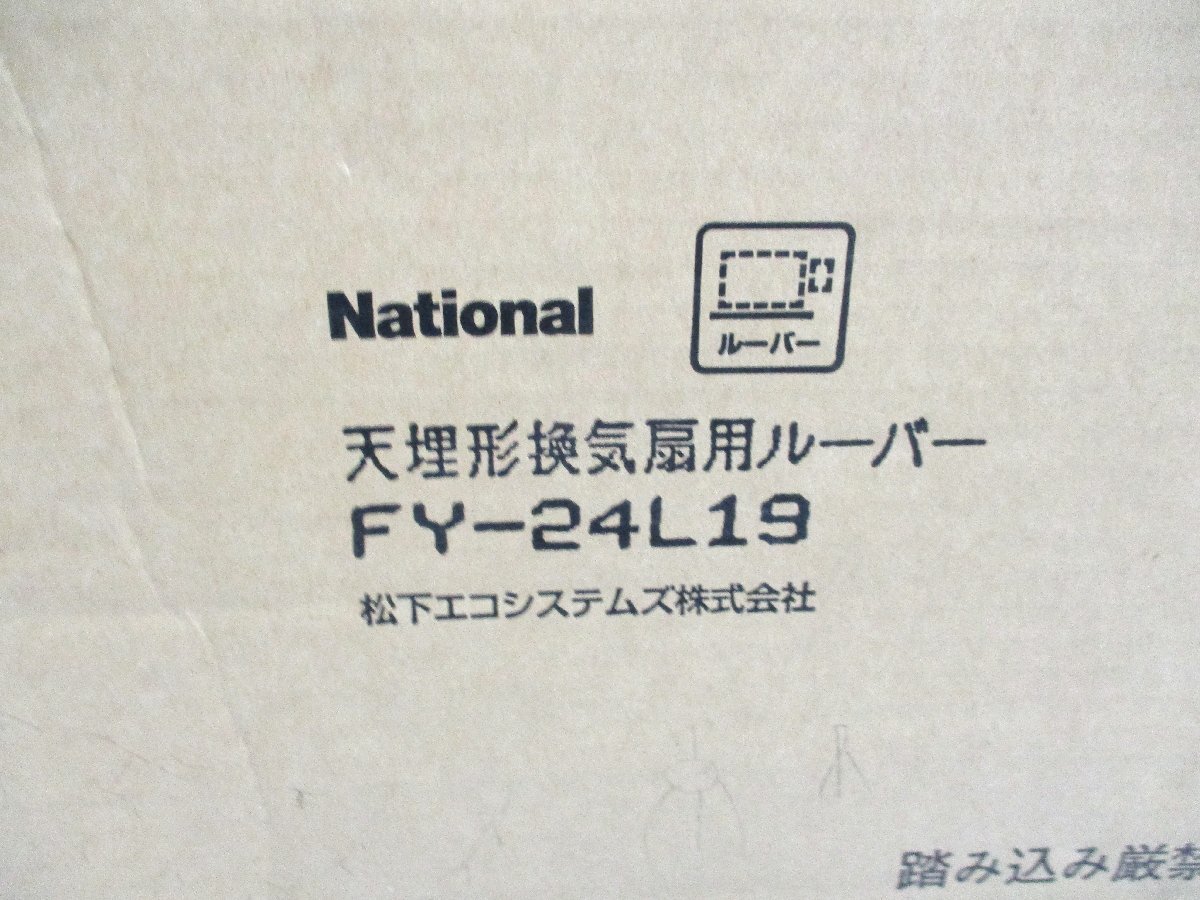 National
ルーバー
天埋形換気扇用ルーバー
FY-24L19
松下エコシステムズ株式会社
踏み込み厳禁